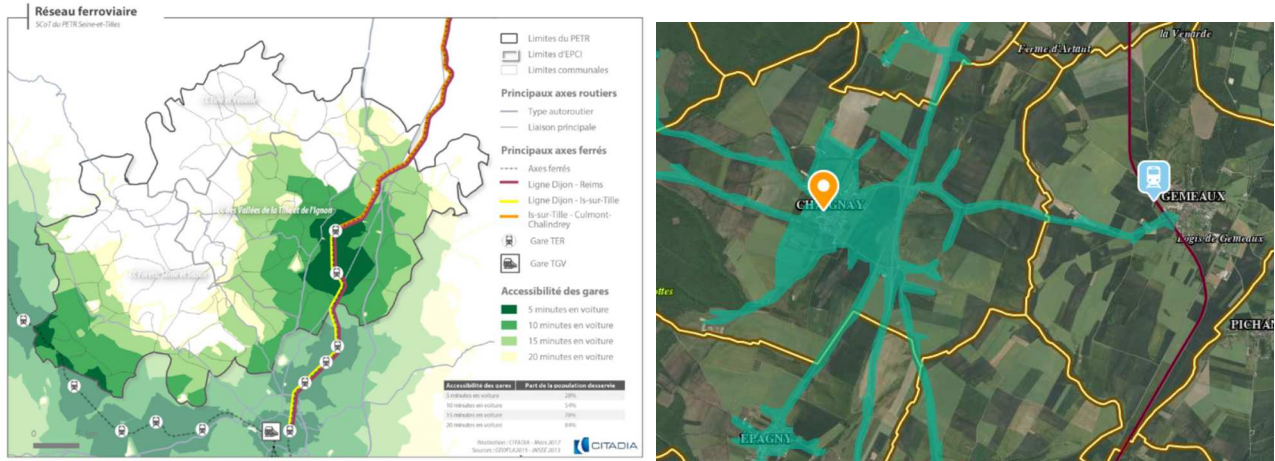 Réseau ferroviaire
SCoT du PETR Seine-et-Tilles
Limites du PETR
Limites d'EPCI
Limites communales
Principaux axes routiers
Type autoroutier
Liaison principale
Principaux axes ferrés
Axes ferrés
Ligne Dijon - Reims
Ligne Dijon - Is-sur-Tille
Is-sur-Tille - Culmont-
Chalindrey
Gare TER
Gare TGV
Accessibilité des gares
5 minutes en voiture
10 minutes en voiture
15 minutes en voiture
20 minutes en voiture
des Vallées de la Tille et de l'Ignon
Accessibilité des gares Part de la population desservie
5 minutes en voiture 28%
10 minutes en voiture 54%
15 minutes en voiture
20 minutes en voiture
0
Réalisation : CITADIA - Mars 2017
CITADIA
la Venarde
Ferme d'Artaut
GEMEAUX
Logis de Gemeaux
PICHAN
EPAGNY